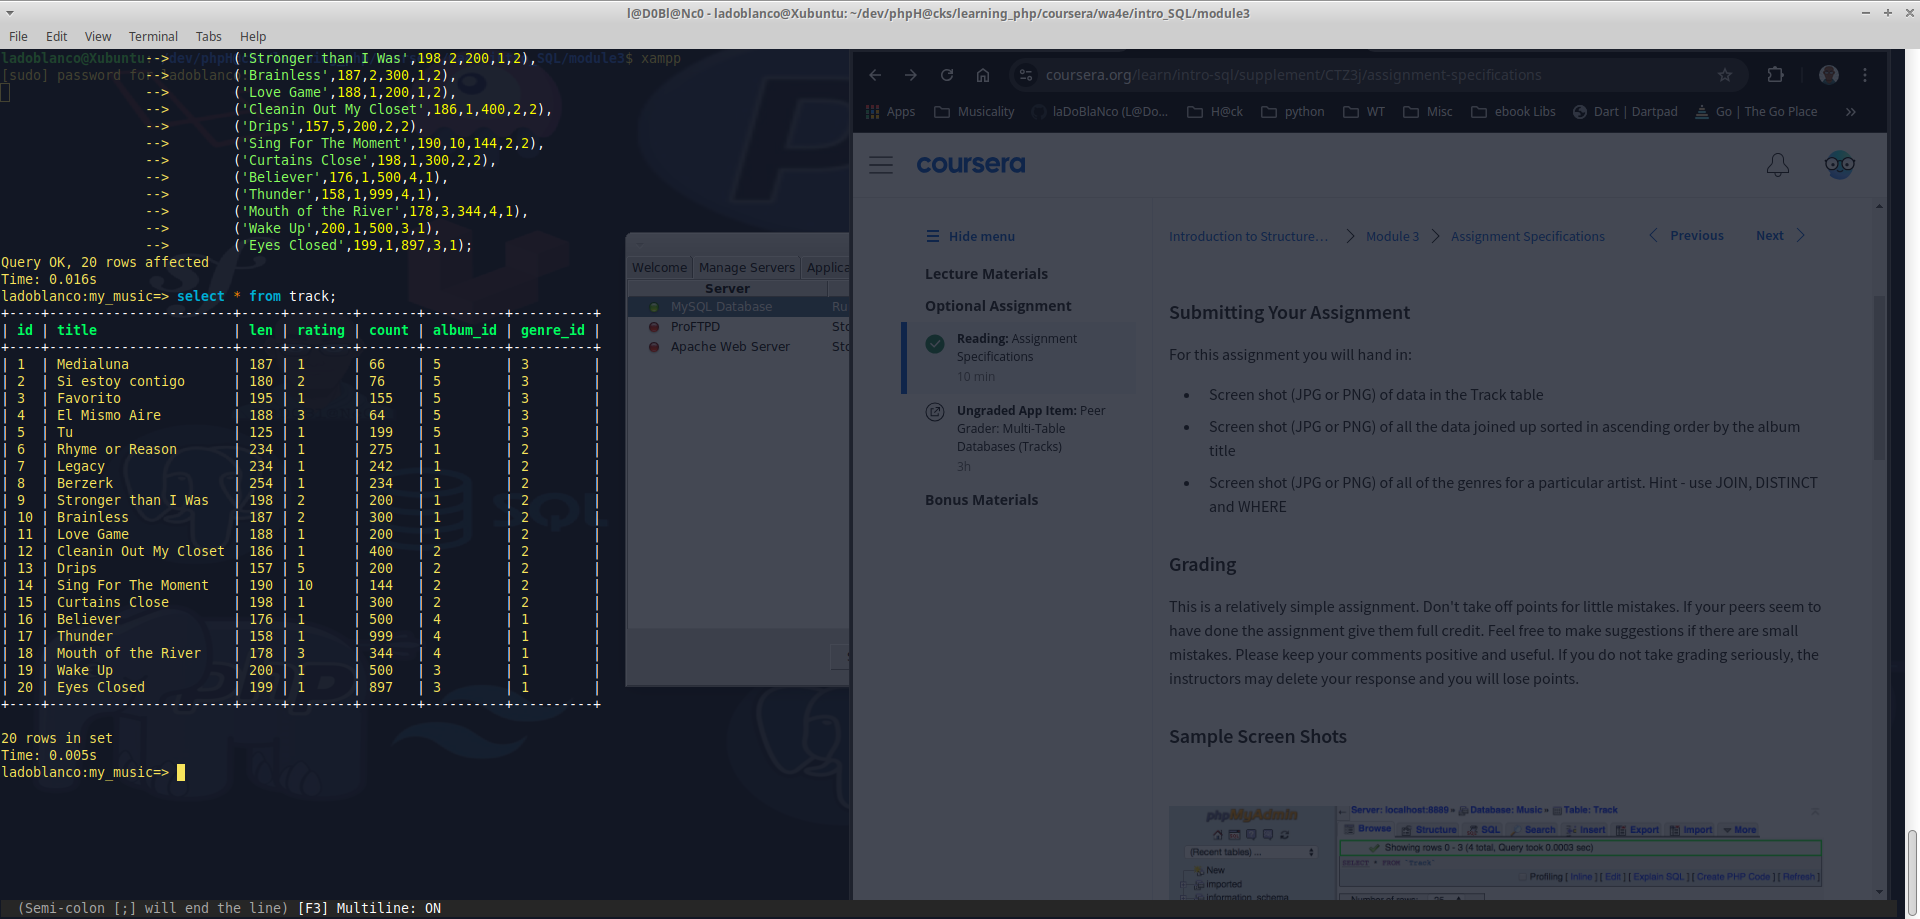 l@D0Bl@Nc0 - ladoblanco@Xubuntu: ~/dev/phpH@cks/learning_php/coursera/wa4e/intro_SQL/module3
File Edit View Terminal Tabs Help
ladoblanco@Xubuntu
--> ('Stronger than I Was',198,2,200,1,2),
SQL/module3$ xampp
[sudo] password for ladoblanco
--> ('Brainless',187,2,300,1,2),
--> ('Love Game',188,1,200,1,2),
--> ('Cleanin Out My Closet',186,1,400,2,2),
--> ('Drips',157,5,200,2,2),
--> ('Sing For The Moment',190,10,144,2,2),
--> ('Curtains Close',198,1,300,2,2),
--> ('Believer',176,1,500,4,1),
--> ('Thunder',158,1,999,4,1),
--> ('Mouth of the River',178,3,344,4,1),
--> ('Wake Up',200,1,500,3,1),
--> ('Eyes Closed',199,1,897,3,1);
Query OK, 20 rows affected
Time: 0.016s
ladoblanco:my_music=> select * from track;
+----+-----------------------+-----+--------+-------+----------+----------+
| id | title | len | rating | count | album_id | genre_id |
+----+-----------------------+-----+--------+-------+----------+----------+
| 1 | Medialuna | 187 | 1 | 66 | 5 | 3 |
| 2 | Si estoy contigo | 180 | 2 | 76 | 5 | 3 |
| 3 | Favorito | 195 | 1 | 155 | 5 | 3 |
| 4 | El Mismo Aire | 188 | 3 | 64 | 5 | 3 |
| 5 | Tu | 125 | 1 | 199 | 5 | 3 |
| 6 | Rhyme or Reason | 234 | 1 | 275 | 1 | 2 |
| 7 | Legacy | 234 | 1 | 242 | 1 | 2 |
| 8 | Berzerk | 254 | 1 | 234 | 1 | 2 |
| 9 | Stronger than I Was | 198 | 2 | 200 | 1 | 2 |
| 10 | Brainless | 187 | 2 | 300 | 1 | 2 |
| 11 | Love Game | 188 | 1 | 200 | 1 | 2 |
| 12 | Cleanin Out My Closet | 186 | 1 | 400 | 2 | 2 |
| 13 | Drips | 157 | 5 | 200 | 2 | 2 |
| 14 | Sing For The Moment | 190 | 10 | 144 | 2 | 2 |
| 15 | Curtains Close | 198 | 1 | 300 | 2 | 2 |
| 16 | Believer | 176 | 1 | 500 | 4 | 1 |
| 17 | Thunder | 158 | 1 | 999 | 4 | 1 |
| 18 | Mouth of the River | 178 | 3 | 344 | 4 | 1 |
| 19 | Wake Up | 200 | 1 | 500 | 3 | 1 |
| 20 | Eyes Closed | 199 | 1 | 897 | 3 | 1 |
+----+-----------------------+-----+--------+-------+----------+----------+
20 rows in set
Time: 0.005s
ladoblanco:my_music=>
(Semi-colon [;] will end the line) [F3] Multiline: ON
Welcome Manage Servers Applica
Server
MySQL Database Ru
ProFTPD Sto
Apache Web Server Sto
coursera.org/learn/intro-sql/supplement/CTZ3j/assignment-specifications
Apps Musicality laDoBlaNco (L@Do... H@ck python WT Misc ebook Libs Dart | Dartpad Go | The Go Place »
coursera
Hide menu
Introduction to Structure... Module 3 Assignment Specifications Previous Next
Lecture Materials
Optional Assignment
Reading: Assignment
Specifications
10 min
Ungraded App Item: Peer
Grader: Multi-Table
Databases (Tracks)
3h
Bonus Materials
Submitting Your Assignment
For this assignment you will hand in:
• Screen shot (JPG or PNG) of data in the Track table
• Screen shot (JPG or PNG) of all the data joined up sorted in ascending order by the album
title
• Screen shot (JPG or PNG) of all of the genres for a particular artist. Hint - use JOIN, DISTINCT
and WHERE
Grading
This is a relatively simple assignment. Don't take off points for little mistakes. If your peers seem to
have done the assignment give them full credit. Feel free to make suggestions if there are small
mistakes. Please keep your comments positive and useful. If you do not take grading seriously, the
instructors may delete your response and you will lose points.
Sample Screen Shots
phpMyAdmin
(Recent tables) ...
New
imported
information_schema
Server: localhost:8889 » Database: Music » Table: Track
Browse Structure SQL Search Insert Export Import More
Showing rows 0 - 3 (4 total, Query took 0.0003 sec)
SELECT * FROM `Track`
Profiling [ Inline ] [ Edit ] [ Explain SQL ] [ Create PHP Code ] [ Refresh ]
Number of rows: 25